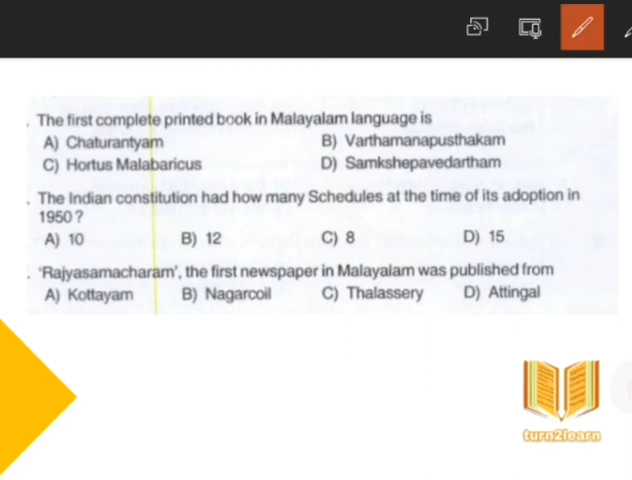 . The first complete printed book in Malayalam language is
A) Chaturantyam B) Varthamanapusthakam
C) Hortus Malabaricus D) Samkshepavedartham
. The Indian constitution had how many Schedules at the time of its adoption in
1950 ?
A) 10 B) 12 C) 8 D) 15
. 'Rajyasamacharam', the first newspaper in Malayalam was published from
A) Kottayam B) Nagarcoil C) Thalassery D) Attingal
turn2learn